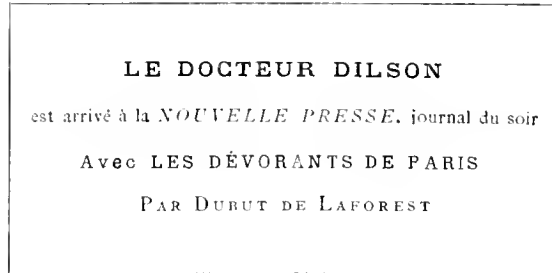 LE DOCTEUR DILSON
est arrivé à la NOUVELLE PRESSE, journal du soir
Avec LES DÉVORANTS DE PARIS
PAR DUBUT DE LAFOREST